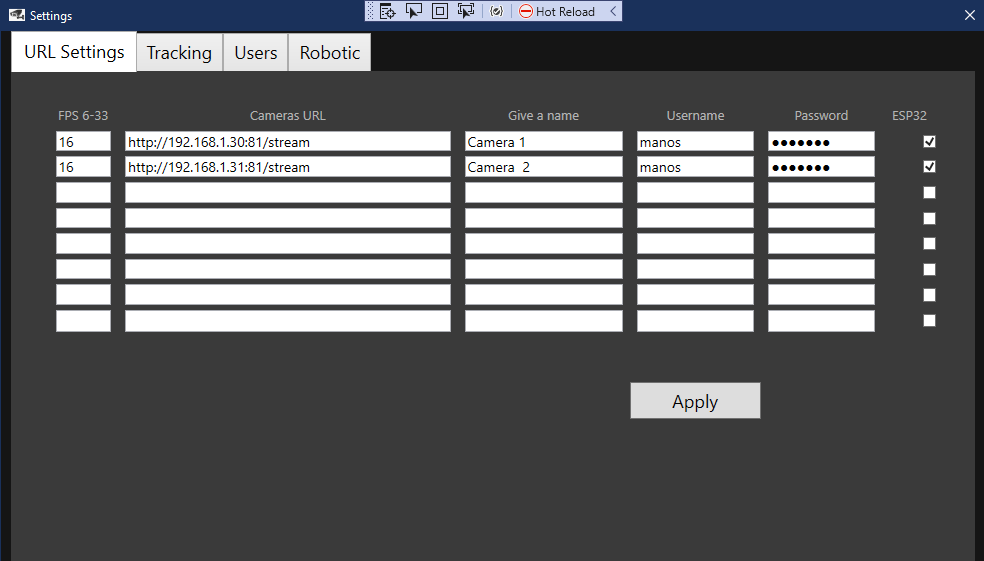 Settings
Hot Reload
URL Settings Tracking Users Robotic
FPS 6-33 Cameras URL Give a name Username Password ESP32
16 http://192.168.1.30:81/stream Camera 1 manos ●●●●●●●
16 http://192.168.1.31:81/stream Camera  2 manos ●●●●●●●
Apply